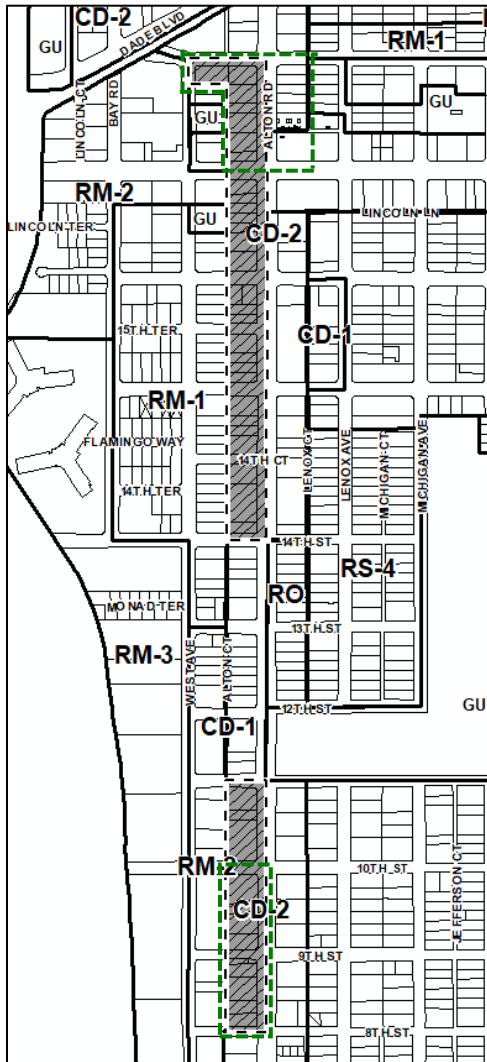 CD-2
RM-1
GU
DADE BLVD
LINCOLN CT
BAY RD
ALTON RD
GU
GU
RM-2
LINCOLN TER
GU
LINCOLN LN
CD-2
CD-1
15TH TER
RM-1
FLAMINGO WAY
14TH CT
14TH TER
LENOX CT
LENOX AVE
MICHIGAN CT
MICHIGAN AVE
14TH ST
RS-4
RO
MONAD TER
13TH ST
RM-3
WEST AVE
ALTON CT
12TH ST
GU
CD-1
RM-2
10TH ST
JEFFERSON CT
CD-2
9TH ST
8TH ST